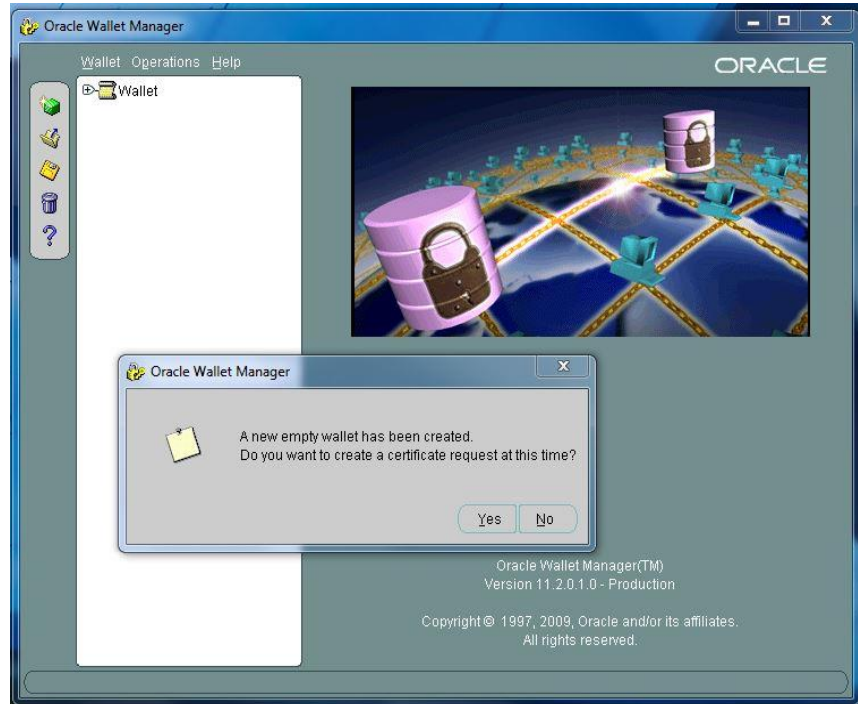 Oracle Wallet Manager
Wallet Operations Help
ORACLE
Wallet
Oracle Wallet Manager
A new empty wallet has been created.
Do you want to create a certificate request at this time?
Yes No
Oracle Wallet Manager(TM)
Version 11.2.0.1.0 - Production
Copyright© 1997, 2009, Oracle and/or its affiliates.
All rights reserved.